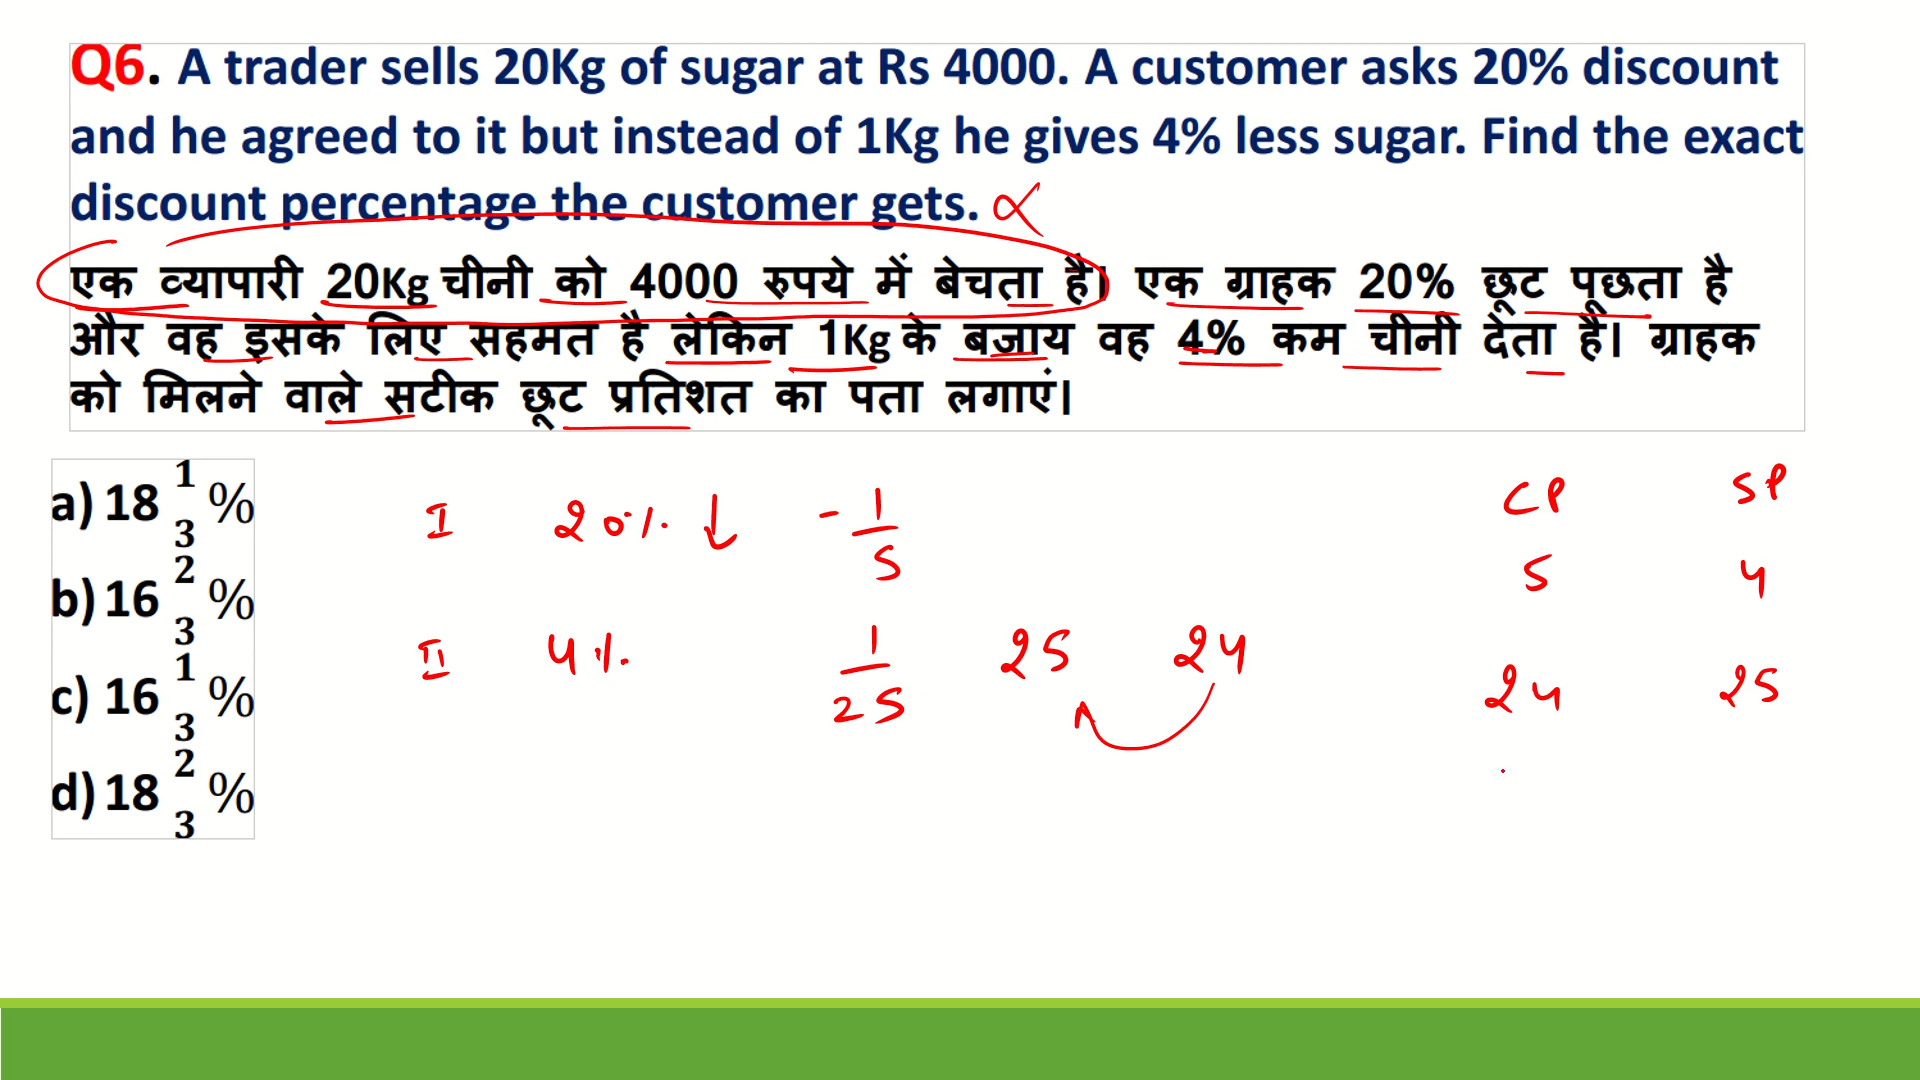 Q6. A trader sells 20Kg of sugar at Rs 4000. A customer asks 20% discount
and he agreed to it but instead of 1Kg he gives 4% less sugar. Find the exact
discount percentage the customer gets. ∝
एक व्यापारी 20Kg चीनी को 4000 रुपये में बेचता है। एक ग्राहक 20% छूट पूछता है
और वह इसके लिए सहमत है लेकिन 1Kg के बजाय वह 4% कम चीनी देता है। ग्राहक
को मिलने वाले सटीक छूट प्रतिशत का पता लगाएं।
a) 18 1/3 %
b) 16 2/3 %
c) 16 1/3 %
d) 18 2/3 %
I 20% ↓ - 1/5
CP SP
5 4
II 4% 1/25 25 24
24 25